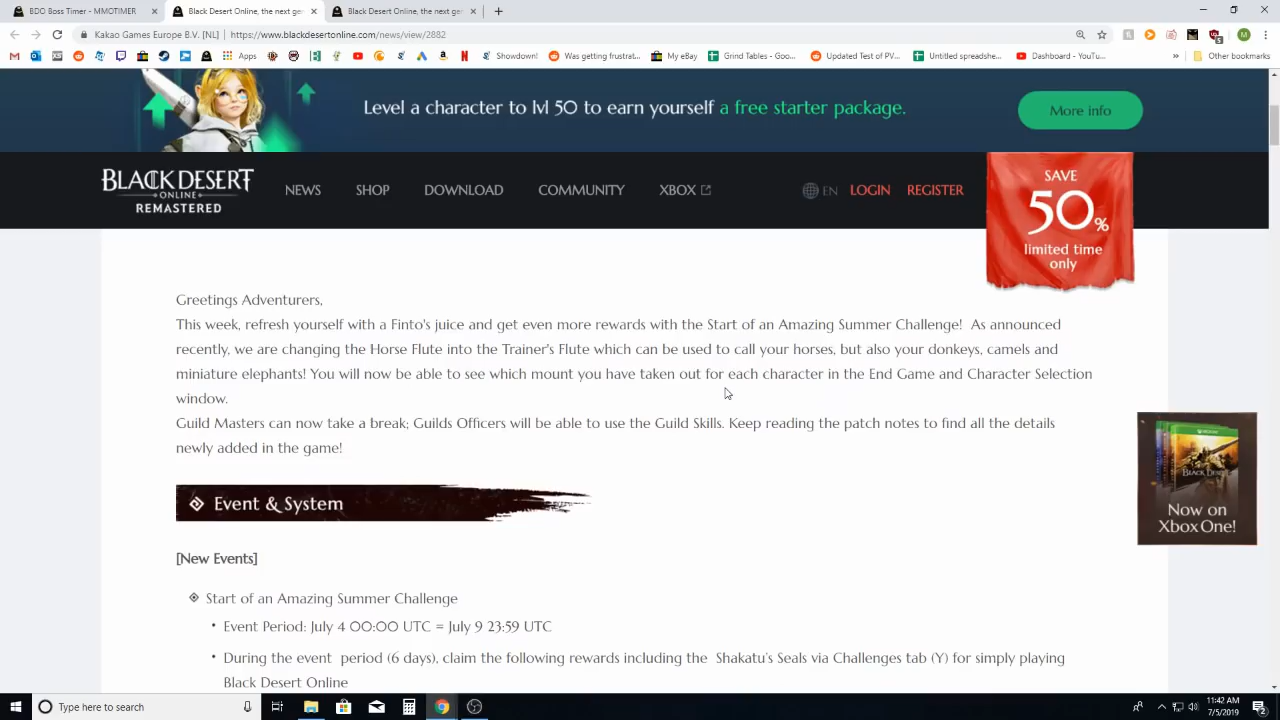 BDO Boss Timer - MMOTIMER
Black Desert Online, the next gen
Black Desert Online, the next gen
Kakao Games Europe B.V. [NL] | https://www.blackdesertonline.com/news/view/2882
Apps
Showdown!
Was getting frustrat...
My eBay
Grind Tables - Goo...
Updated Test of PV...
Untitled spreadshe...
Dashboard - YouTu...
Other bookmarks
Level a character to lvl 50 to earn yourself a free starter package.
More info
BLACK DESERT
ONLINE
REMASTERED
NEWS
SHOP
DOWNLOAD
COMMUNITY
XBOX
EN
LOGIN
REGISTER
SAVE
50%
limited time
only
Greetings Adventurers,
This week, refresh yourself with a Finto's juice and get even more rewards with the Start of an Amazing Summer Challenge! As announced
recently, we are changing the Horse Flute into the Trainer's Flute which can be used to call your horses, but also your donkeys, camels and
miniature elephants! You will now be able to see which mount you have taken out for each character in the End Game and Character Selection
window.
Guild Masters can now take a break; Guilds Officers will be able to use the Guild Skills. Keep reading the patch notes to find all the details
newly added in the game!
Event & System
[New Events]
Start of an Amazing Summer Challenge
• Event Period: July 4 00:00 UTC = July 9 23:59 UTC
• During the event period (6 days), claim the following rewards including the Shakatu's Seals via Challenges tab (Y) for simply playing
Black Desert Online
BLACK DESERT
Now on
Xbox One!
Type here to search
11:42 AM
7/5/2019